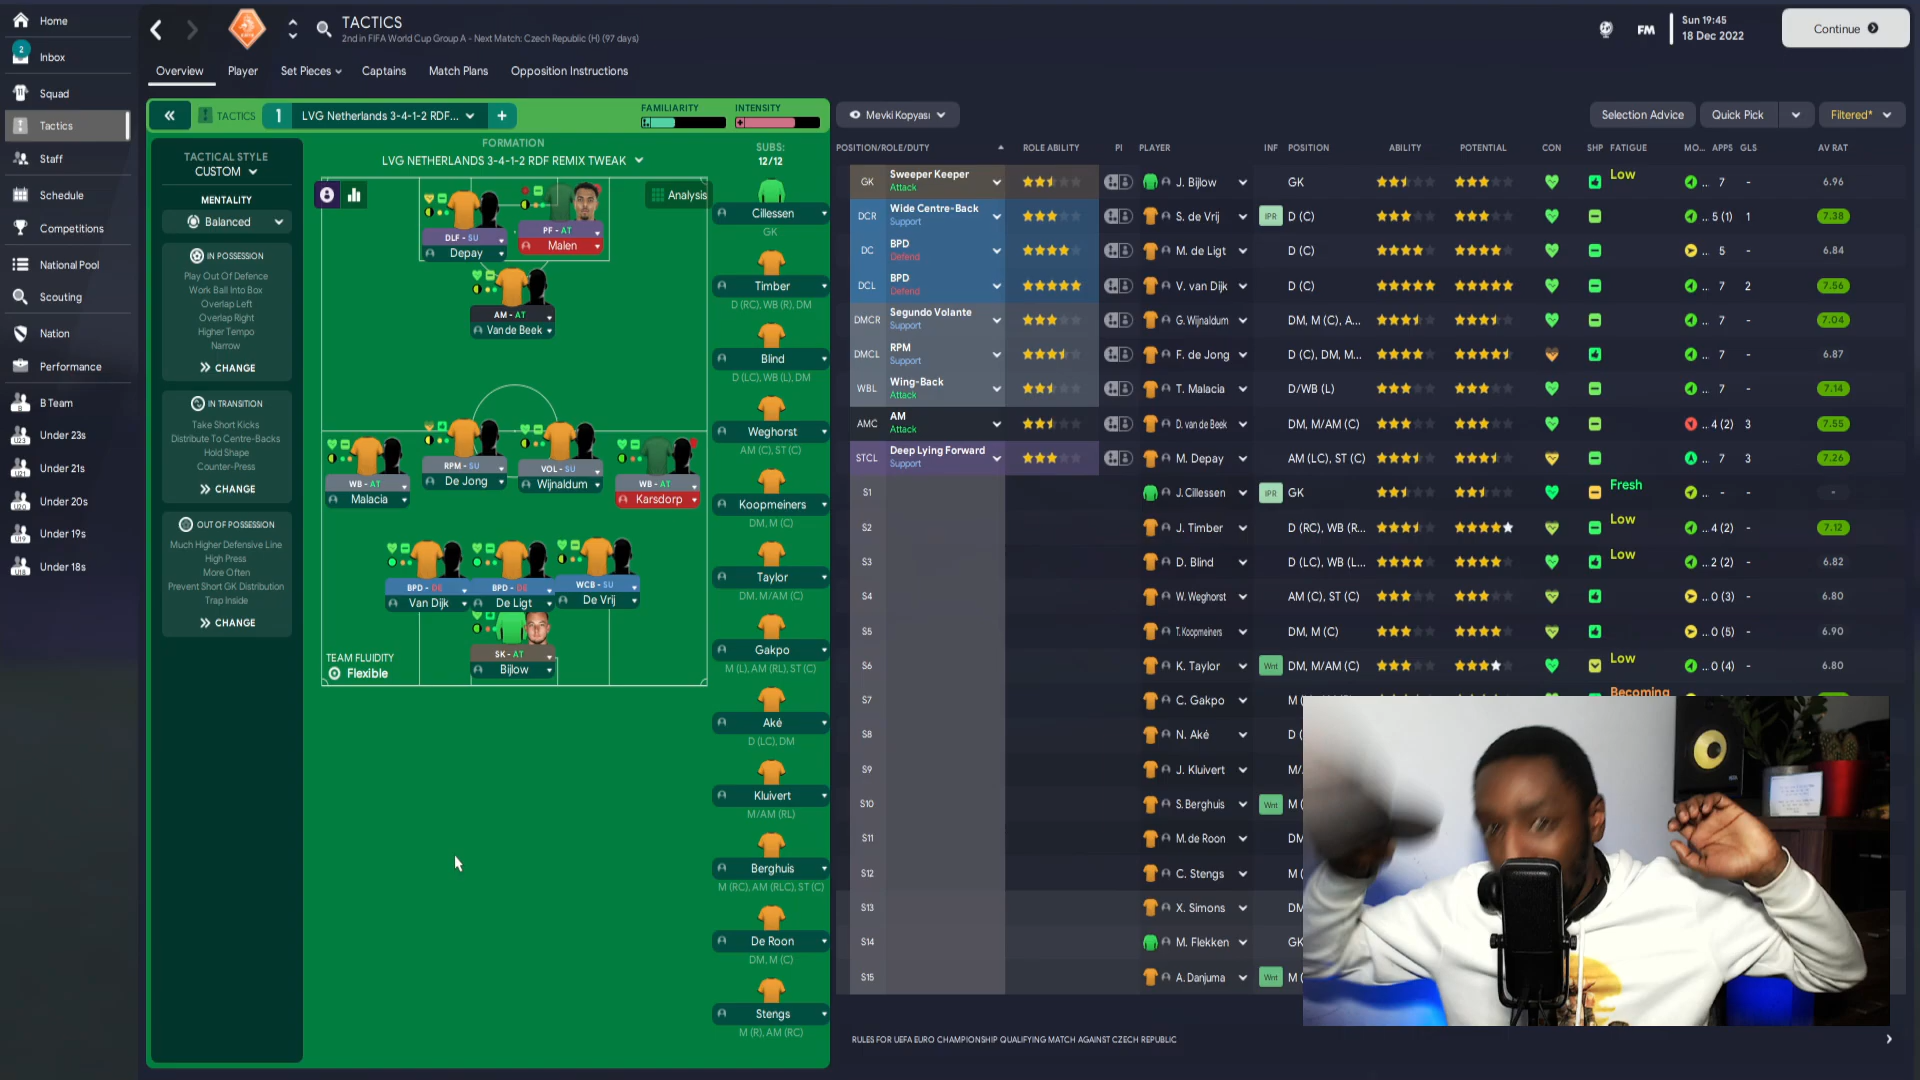 Home
2
Inbox
Squad
Tactics
Staff
Schedule
Competitions
National Pool
Scouting
Nation
Performance
B Team
Under 23s
Under 21s
Under 20s
Under 19s
Under 18s
TACTICS
2nd in FIFA World Cup Group A - Next Match: Czech Republic (H) (97 days)
FM
Sun 19:45
18 Dec 2022
Continue
Overview
Player
Set Pieces
Captains
Match Plans
Opposition Instructions
TACTICS
1
LVG Netherlands 3-4-1-2 RDF...
FAMILIARITY
INTENSITY
TACTICAL STYLE
CUSTOM
MENTALITY
Balanced
IN POSSESSION
Play Out Of Defence
Work Ball Into Box
Overlap Left
Overlap Right
Higher Tempo
Narrow
CHANGE
IN TRANSITION
Take Short Kicks
Distribute To Centre-Backs
Hold Shape
Counter-Press
CHANGE
OUT OF POSSESSION
Much Higher Defensive Line
High Press
More Often
Prevent Short GK Distribution
Trap Inside
CHANGE
FORMATION
LVG NETHERLANDS 3-4-1-2 RDF REMIX TWEAK
Analysis
DLF - SU
Depay
PF - AT
Malen
AM - AT
Van de Beek
WB - AT
Malacia
RPM - SU
De Jong
VOL - SU
Wijnaldum
WB - AT
Karsdorp
BPD - DE
Van Dijk
BPD - DE
De Ligt
WCB - SU
De Vrij
SK - AT
Bijlow
TEAM FLUIDITY
Flexible
SUBS:
12/12
Cillessen
GK
Timber
D (RC), WB (R), DM
Blind
D (LC), WB (L), DM
Weghorst
AM (C), ST (C)
Koopmeiners
DM, M (C)
Taylor
DM, M/AM (C)
Gakpo
M (L), AM (RL), ST (C)
Aké
D (LC), DM
Kluivert
M/AM (RL)
Berghuis
M (RC), AM (RLC), ST (C)
De Roon
DM, M (C)
Stengs
M (R), AM (RC)
Mevki Kopyası
Selection Advice
Quick Pick
Filtered*
POSITION/ROLE/DUTY ROLE ABILITY PI PLAYER INF POSITION ABILITY POTENTIAL CON SHP FATIGUE MO... APPS GLS AV RAT
GK Sweeper Keeper Attack J. Bijlow GK Low 7 - 6.96
DCR Wide Centre-Back Support S. de Vrij IPR D (C) 5 (1) 1 7.38
DC BPD Defend M. de Ligt D (C) ... 5 - 6.84
DCL BPD Defend V. van Dijk D (C) ... 7 2 7.56
DMCR Segundo Volante Support G. Wijnaldum DM, M (C), A... ... 7 - 7.04
DMCL RPM Support F. de Jong D (C), DM, M... ... 7 - 6.87
WBL Wing-Back Attack T. Malacia D/WB (L) ... 7 - 7.14
AMC AM Attack D. van de Beek DM, M/AM (C) ... 4 (2) 3 7.55
STCL Deep Lying Forward Support M. Depay AM (LC), ST (C) ... 7 3 7.26
S1 J. Cillessen IPR GK Fresh ... - - -
S2 J. Timber D (RC), WB (R... Low ... 4 (2) - 7.12
S3 D. Blind D (LC), WB (L... Low ... 2 (2) - 6.82
S4 W. Weghorst AM (C), ST (C) ... 0 (3) - 6.80
S5 T. Koopmeiners DM, M (C) ... 0 (5) - 6.90
S6 K. Taylor Wnt DM, M/AM (C) Low ... 0 (4) - 6.80
S7 C. Gakpo M ( Becoming
S8 N. Aké D (
S9 J. Kluivert M/
S10 S. Berghuis Wnt M (
S11 M. de Roon DM
S12 C. Stengs M (
S13 X. Simons DM
S14 M. Flekken GK
S15 A. Danjuma Wnt M (
RULES FOR UEFA EURO CHAMPIONSHIP QUALIFYING MATCH AGAINST CZECH REPUBLIC